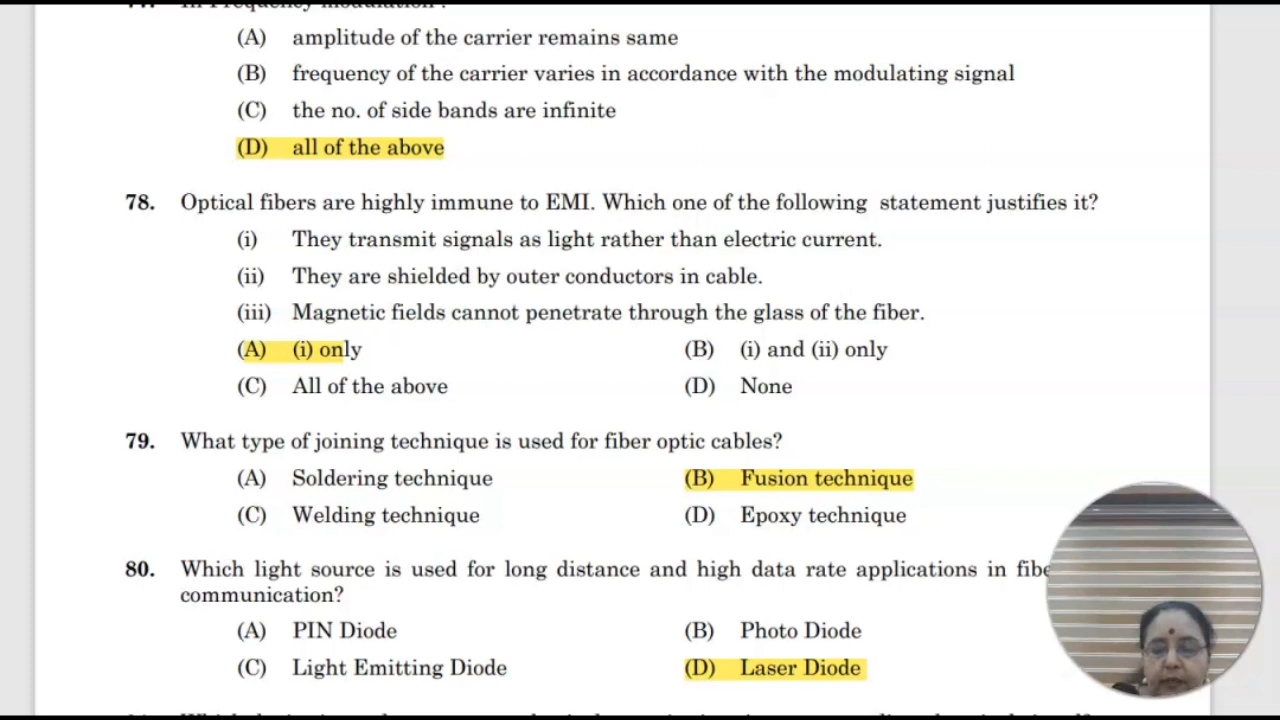 77. In Frequency modulation?
(A) amplitude of the carrier remains same
(B) frequency of the carrier varies in accordance with the modulating signal
(C) the no. of side bands are infinite
(D) all of the above
78. Optical fibers are highly immune to EMI. Which one of the following statement justifies it?
(i) They transmit signals as light rather than electric current.
(ii) They are shielded by outer conductors in cable.
(iii) Magnetic fields cannot penetrate through the glass of the fiber.
(A) (i) only (B) (i) and (ii) only
(C) All of the above (D) None
79. What type of joining technique is used for fiber optic cables?
(A) Soldering technique (B) Fusion technique
(C) Welding technique (D) Epoxy technique
80. Which light source is used for long distance and high data rate applications in fibe
communication?
(A) PIN Diode (B) Photo Diode
(C) Light Emitting Diode (D) Laser Diode